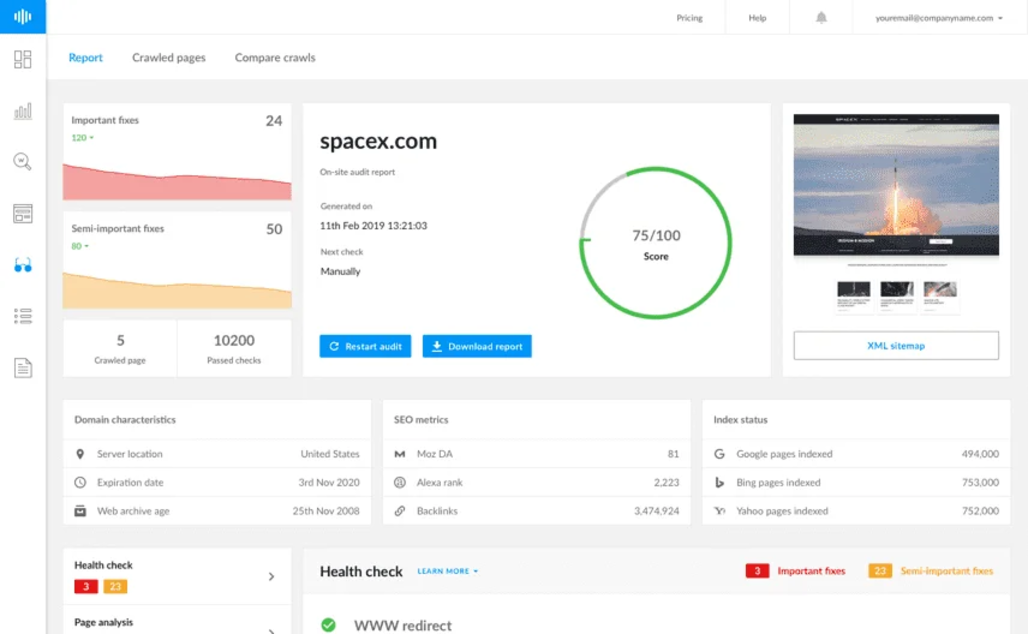 Pricing
Help
youremail@companyname.com
Report
Crawled pages
Compare crawls
Important fixes
24
120
Semi-important fixes
50
80
5
Crawled page
10200
Passed checks
spacex.com
On-site audit report
Generated on
11th Feb 2019 13:21:03
Next check
Manually
75/100
Score
Restart audit
Download report
SPACEX
XML sitemap
Domain characteristics
Server location
United States
Expiration date
3rd Nov 2020
Web archive age
25th Nov 2008
SEO metrics
Moz DA
81
Alexa rank
2,223
Backlinks
3,474,924
Index status
Google pages indexed
494,000
Bing pages indexed
753,000
Yahoo pages indexed
752,000
Health check
3 23
Page analysis
Health check
LEARN MORE
3 Important fixes
23 Semi-important fixes
WWW redirect